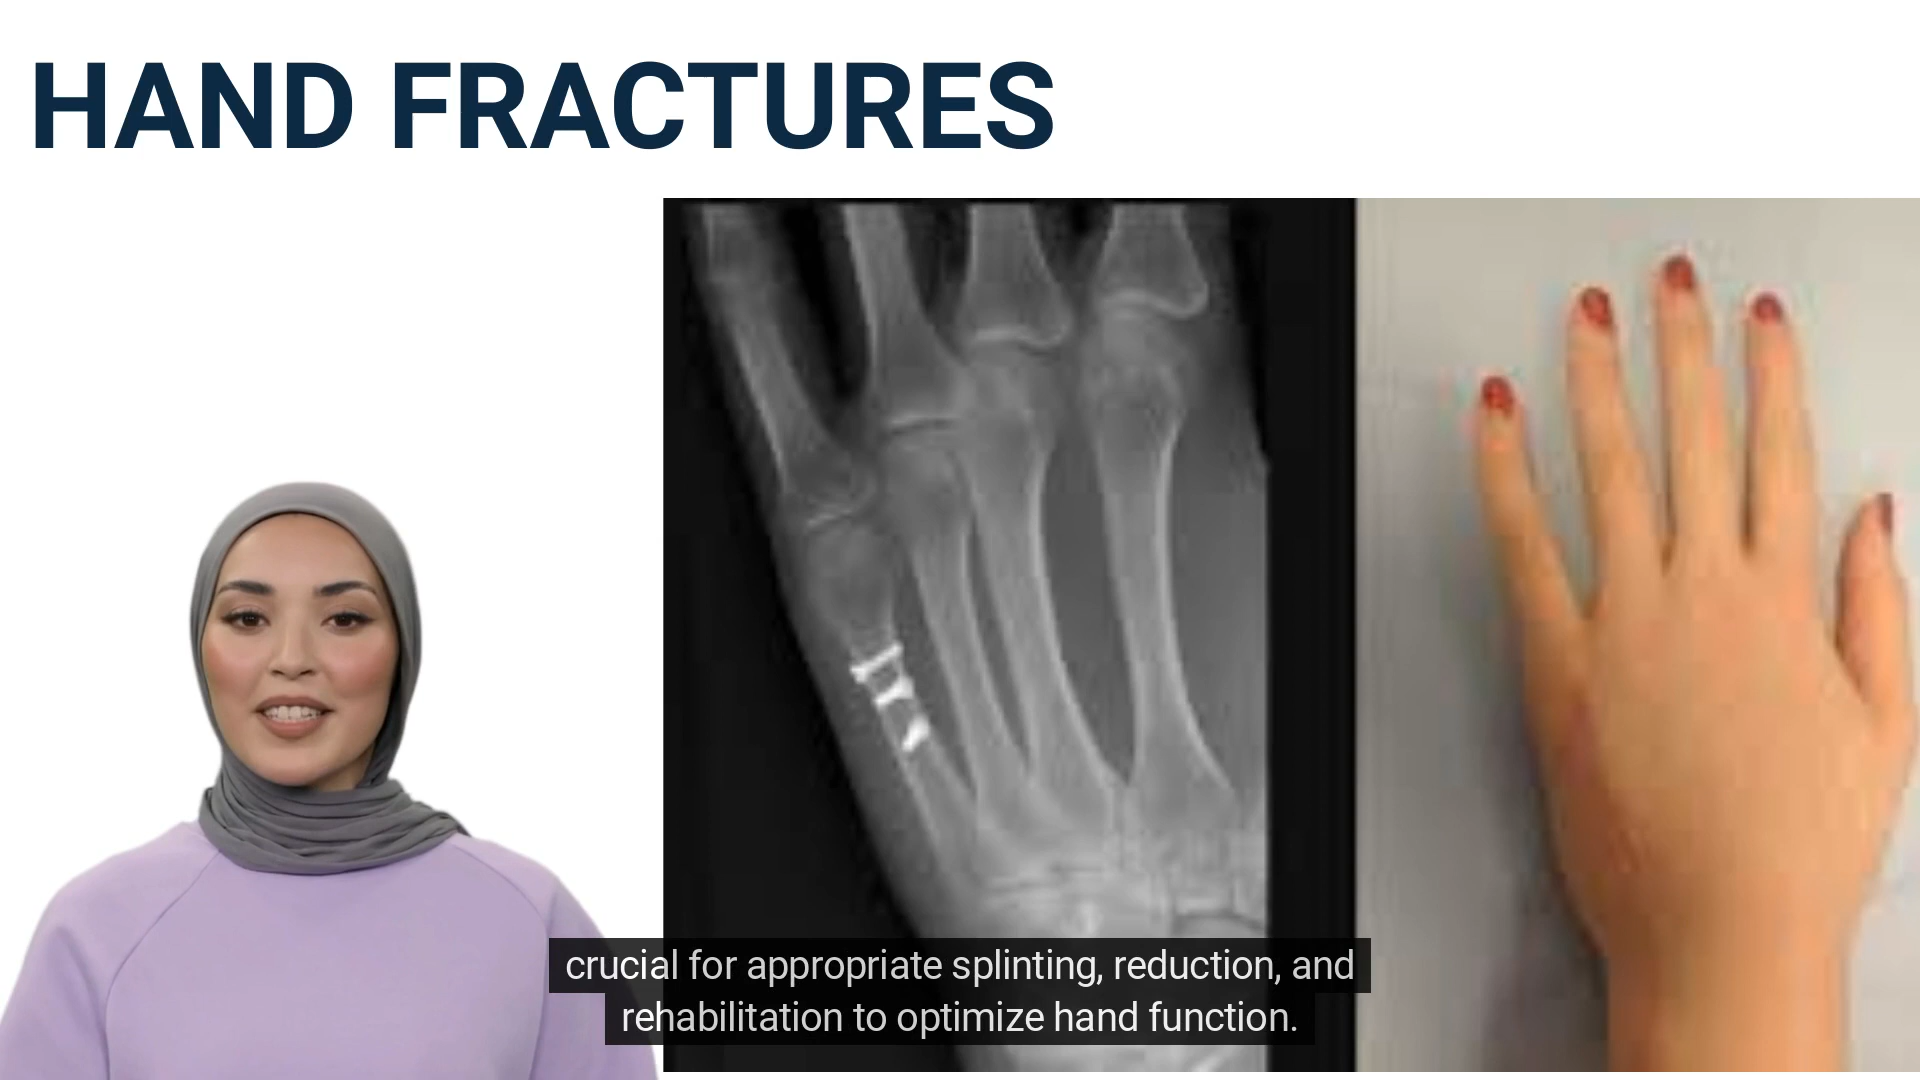 HAND FRACTURES
crucial for appropriate splinting, reduction, and
rehabilitation to optimize hand function.